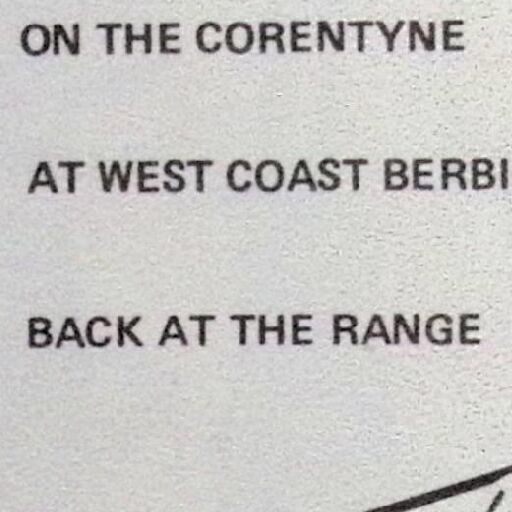 ON THE CORENTYNE
AT WEST COAST BERBI
BACK AT THE RANGE